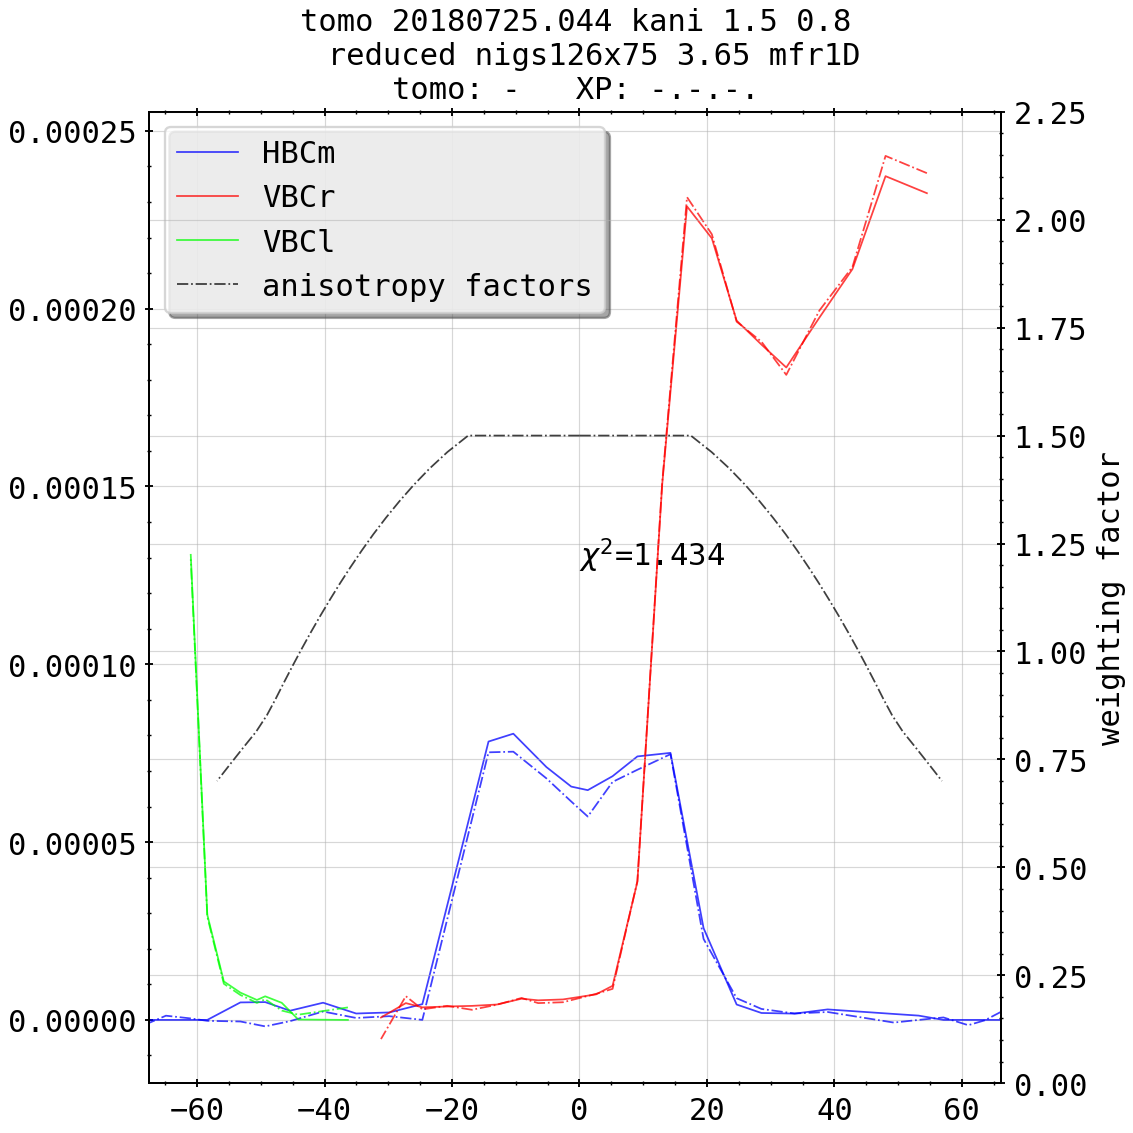 tomo 20180725.044 kani 1.5 0.8
reduced nigs126x75 3.65 mfr1D
tomo: -   XP: -.-.-.
HBCm
VBCr
VBCl
anisotropy factors
χ²=1.434
0.00025
0.00020
0.00015
0.00010
0.00005
0.00000
2.25
2.00
1.75
1.50
1.25
1.00
0.75
0.50
0.25
0.00
weighting factor
−60 −40 −20 0 20 40 60